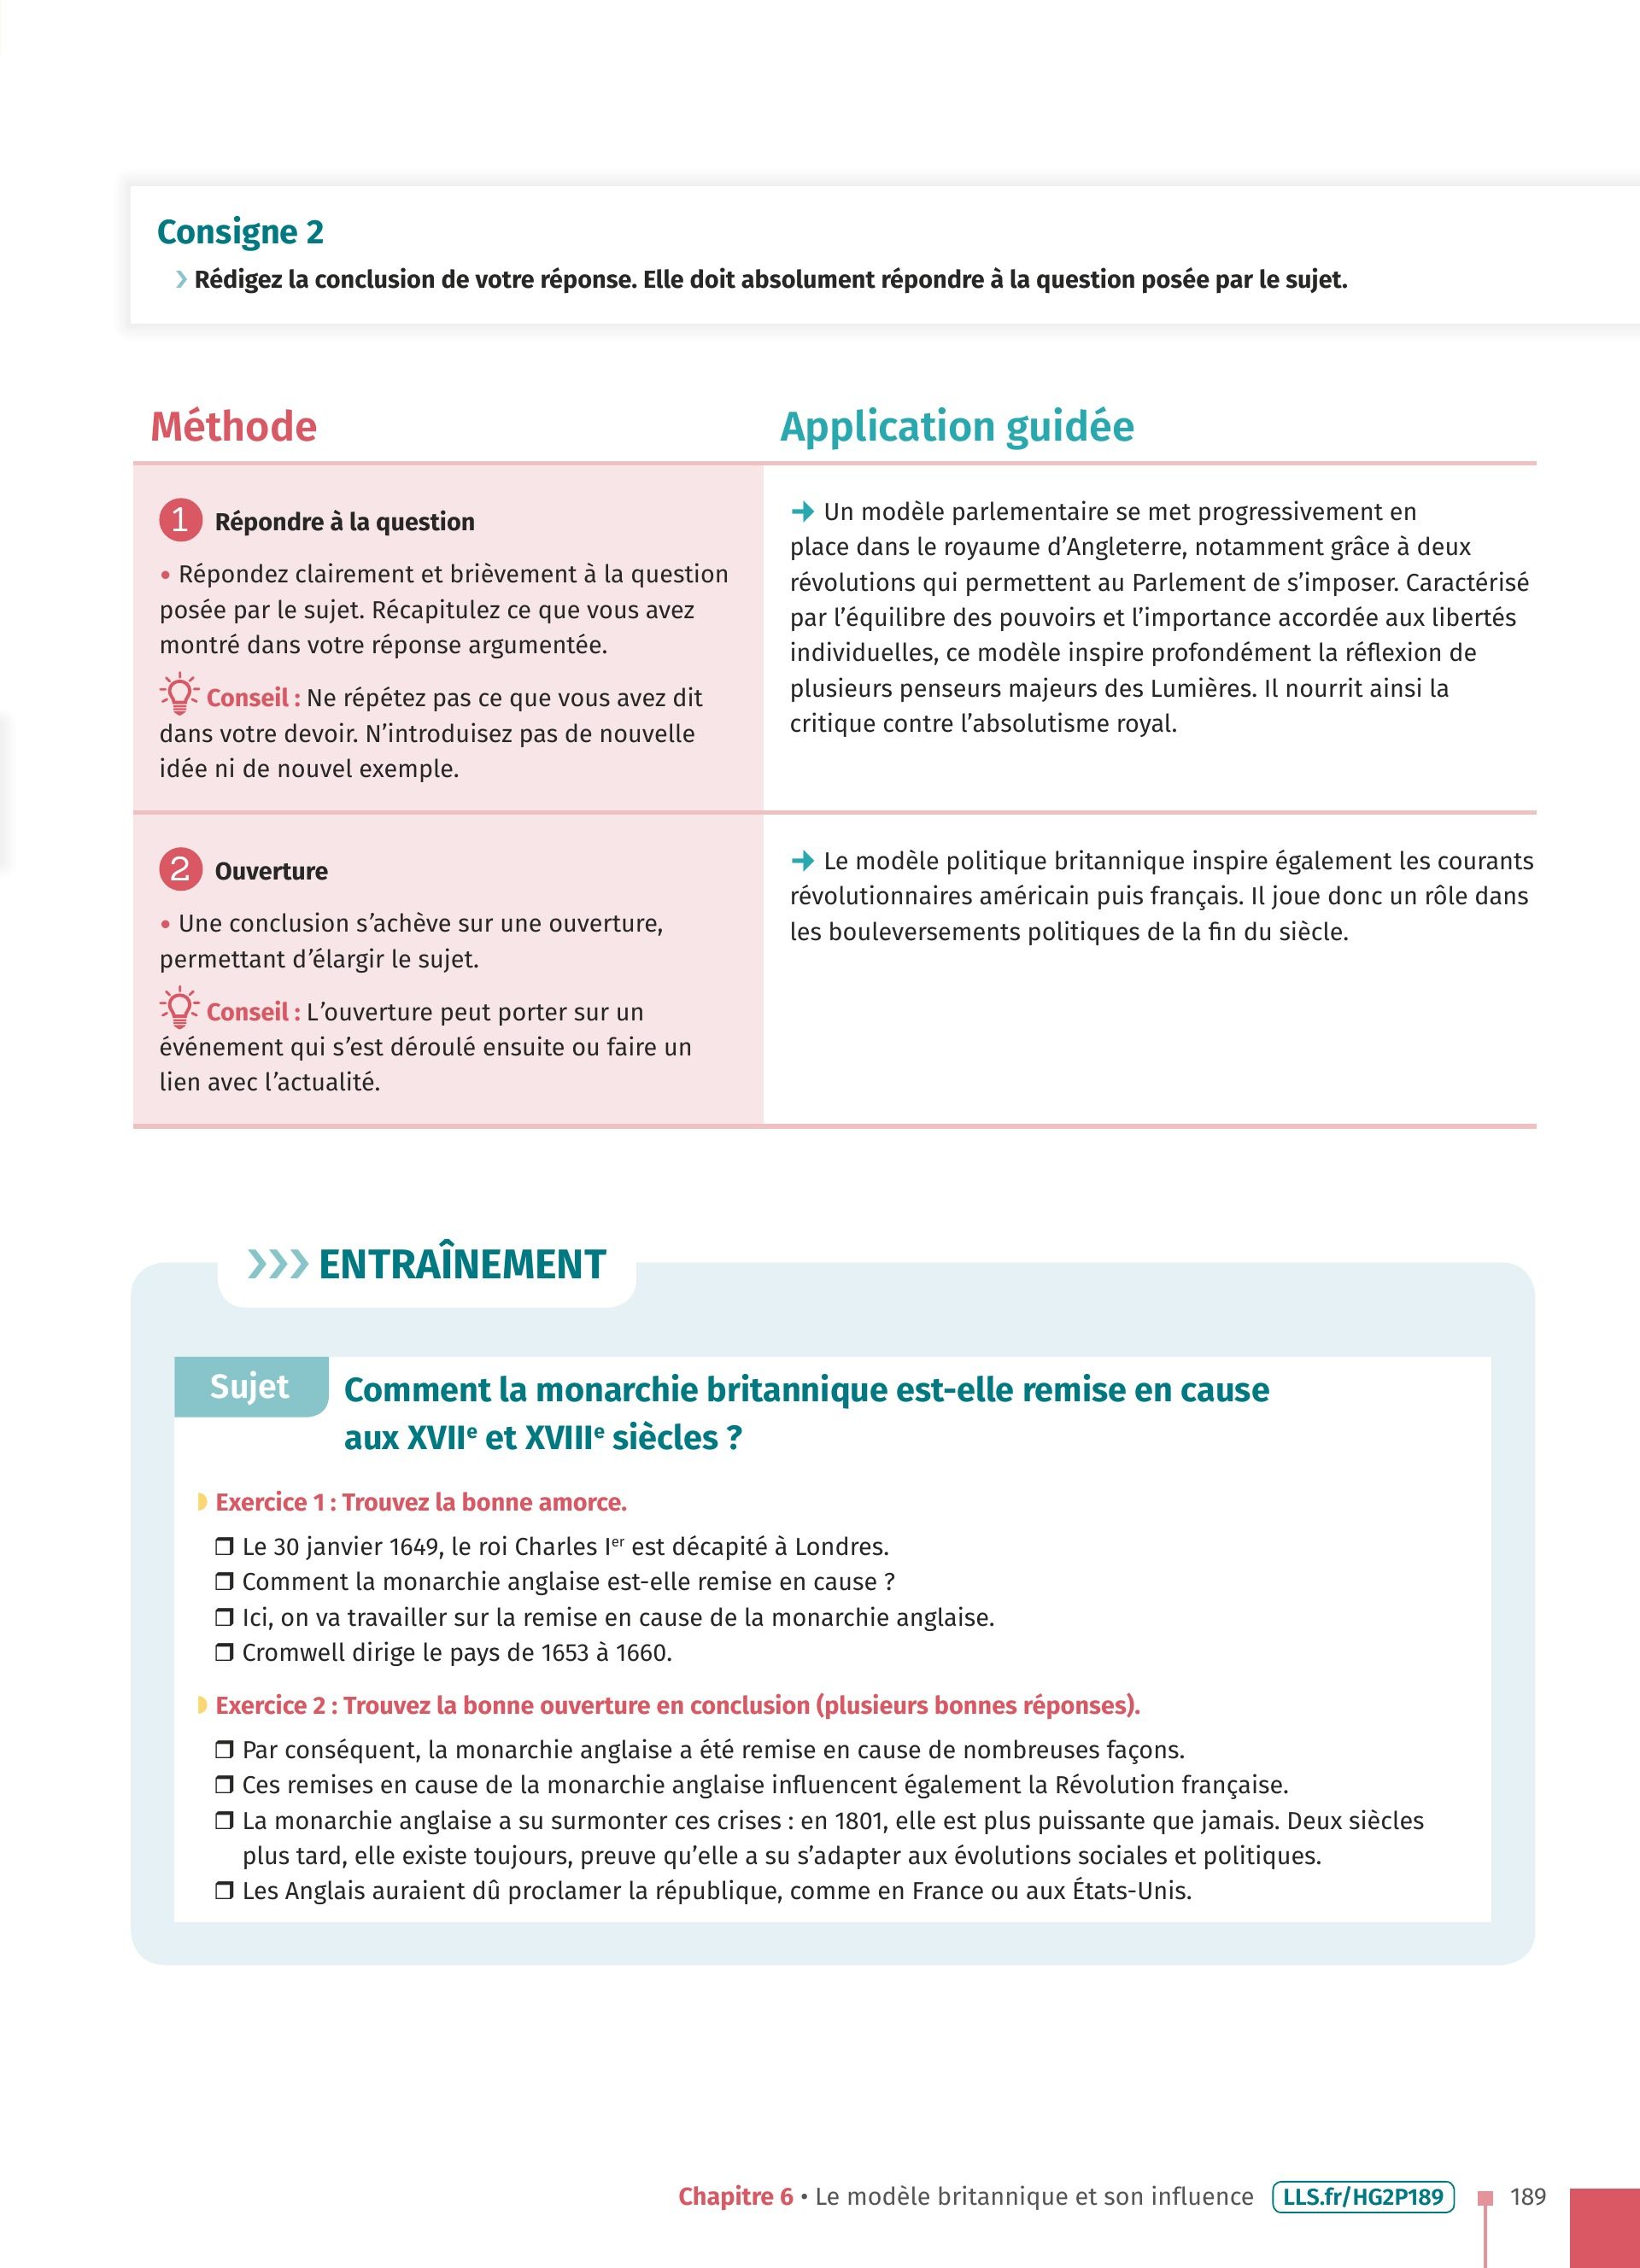 Consigne 2
› Rédigez la conclusion de votre réponse. Elle doit absolument répondre à la question posée par le sujet.
Méthode
Application guidée
1 Répondre à la question
• Répondez clairement et brièvement à la question
posée par le sujet. Récapitulez ce que vous avez
montré dans votre réponse argumentée.
Conseil : Ne répétez pas ce que vous avez dit
dans votre devoir. N’introduisez pas de nouvelle
idée ni de nouvel exemple.
➔ Un modèle parlementaire se met progressivement en
place dans le royaume d’Angleterre, notamment grâce à deux
révolutions qui permettent au Parlement de s’imposer. Caractérisé
par l’équilibre des pouvoirs et l’importance accordée aux libertés
individuelles, ce modèle inspire profondément la réflexion de
plusieurs penseurs majeurs des Lumières. Il nourrit ainsi la
critique contre l’absolutisme royal.
2 Ouverture
• Une conclusion s’achève sur une ouverture,
permettant d’élargir le sujet.
Conseil : L’ouverture peut porter sur un
événement qui s’est déroulé ensuite ou faire un
lien avec l’actualité.
➔ Le modèle politique britannique inspire également les courants
révolutionnaires américain puis français. Il joue donc un rôle dans
les bouleversements politiques de la fin du siècle.
››› ENTRAÎNEMENT
Sujet
Comment la monarchie britannique est-elle remise en cause
aux XVIIe et XVIIIe siècles ?
Exercice 1 : Trouvez la bonne amorce.
❒ Le 30 janvier 1649, le roi Charles Ier est décapité à Londres.
❒ Comment la monarchie anglaise est-elle remise en cause ?
❒ Ici, on va travailler sur la remise en cause de la monarchie anglaise.
❒ Cromwell dirige le pays de 1653 à 1660.
Exercice 2 : Trouvez la bonne ouverture en conclusion (plusieurs bonnes réponses).
❒ Par conséquent, la monarchie anglaise a été remise en cause de nombreuses façons.
❒ Ces remises en cause de la monarchie anglaise influencent également la Révolution française.
❒ La monarchie anglaise a su surmonter ces crises : en 1801, elle est plus puissante que jamais. Deux siècles
plus tard, elle existe toujours, preuve qu’elle a su s’adapter aux évolutions sociales et politiques.
❒ Les Anglais auraient dû proclamer la république, comme en France ou aux États-Unis.
Chapitre 6 • Le modèle britannique et son influence LLS.fr/HG2P189 189